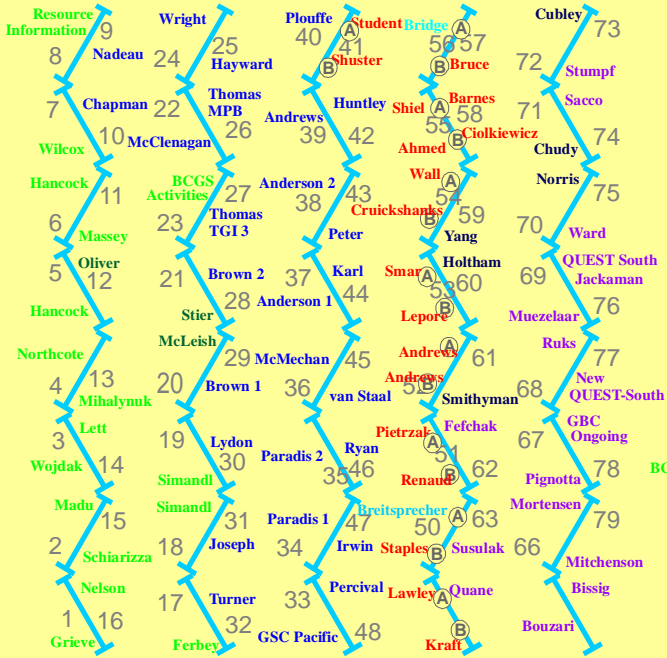 Resource
Information
9
8
Nadeau
7
Chapman
10
Wilcox
Hancock
11
6
Massey
Oliver
5
12
Hancock
Northcote
13
4
Mihalynuk
Lett
3
Wojdak
14
Madu
15
2
Schiarizza
Nelson
1
16
Grieve
Wright
25
24
Hayward
Thomas
MPB
22
26
McClenagan
BCGS
Activities
27
23
Thomas
TGI 3
Brown 2
21
28
Stier
McLeish
29
20
Brown 1
19
Lydon
30
Simandl
Simandl
31
18
Joseph
17
Turner
32
Ferbey
Plouffe
40
41
A
Student
B
Shuster
Huntley
Andrews
39
42
Anderson 2
43
38
Peter
37
Karl
44
Anderson 1
McMechan
45
36
van Staal
Ryan
Paradis 2
35
46
Paradis 1
47
34
Irwin
Percival
33
GSC Pacific
48
Bridge
A
56
57
B
Bruce
Barnes
Shiel
A
58
55
B
Ciolkiewicz
Ahmed
Wall
A
54
Cruickshanks
B
59
Yang
Holtham
Smar
A
60
53
B
Lepore
A
Andrews
61
Andrews
B
52
Smithyman
Fefchak
Pietrzak
A
51
Renaud
B
62
Breitsprecher
A
63
50
Staples
B
Susulak
Lawley
A
Quane
B
Kraft
Cubley
73
72
Stumpf
Sacco
71
74
Chudy
Norris
75
70
Ward
QUEST South
Jackaman
69
76
Muezelaar
Ruks
77
New
QUEST-South
68
GBC
Ongoing
67
78
Pignotta
Mortensen
79
66
Mitchenson
Bissig
Bouzari
BC